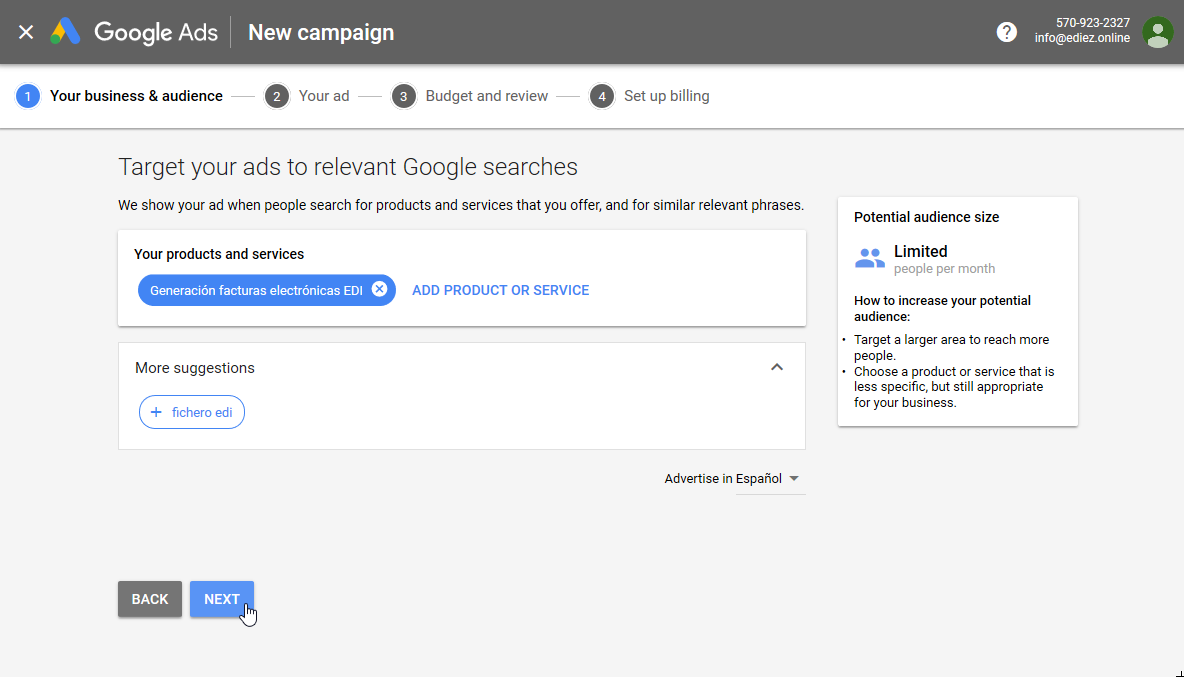 Google Ads
New campaign
?
570-923-2327
info@ediez.online
1 Your business & audience
2 Your ad
3 Budget and review
4 Set up billing
Target your ads to relevant Google searches
We show your ad when people search for products and services that you offer, and for similar relevant phrases.
Your products and services
Generación facturas electrónicas EDI
ADD PRODUCT OR SERVICE
More suggestions
+ fichero edi
Advertise in Español
BACK
NEXT
Potential audience size
Limited
people per month
How to increase your potential
audience:
• Target a larger area to reach more
people.
• Choose a product or service that is
less specific, but still appropriate
for your business.